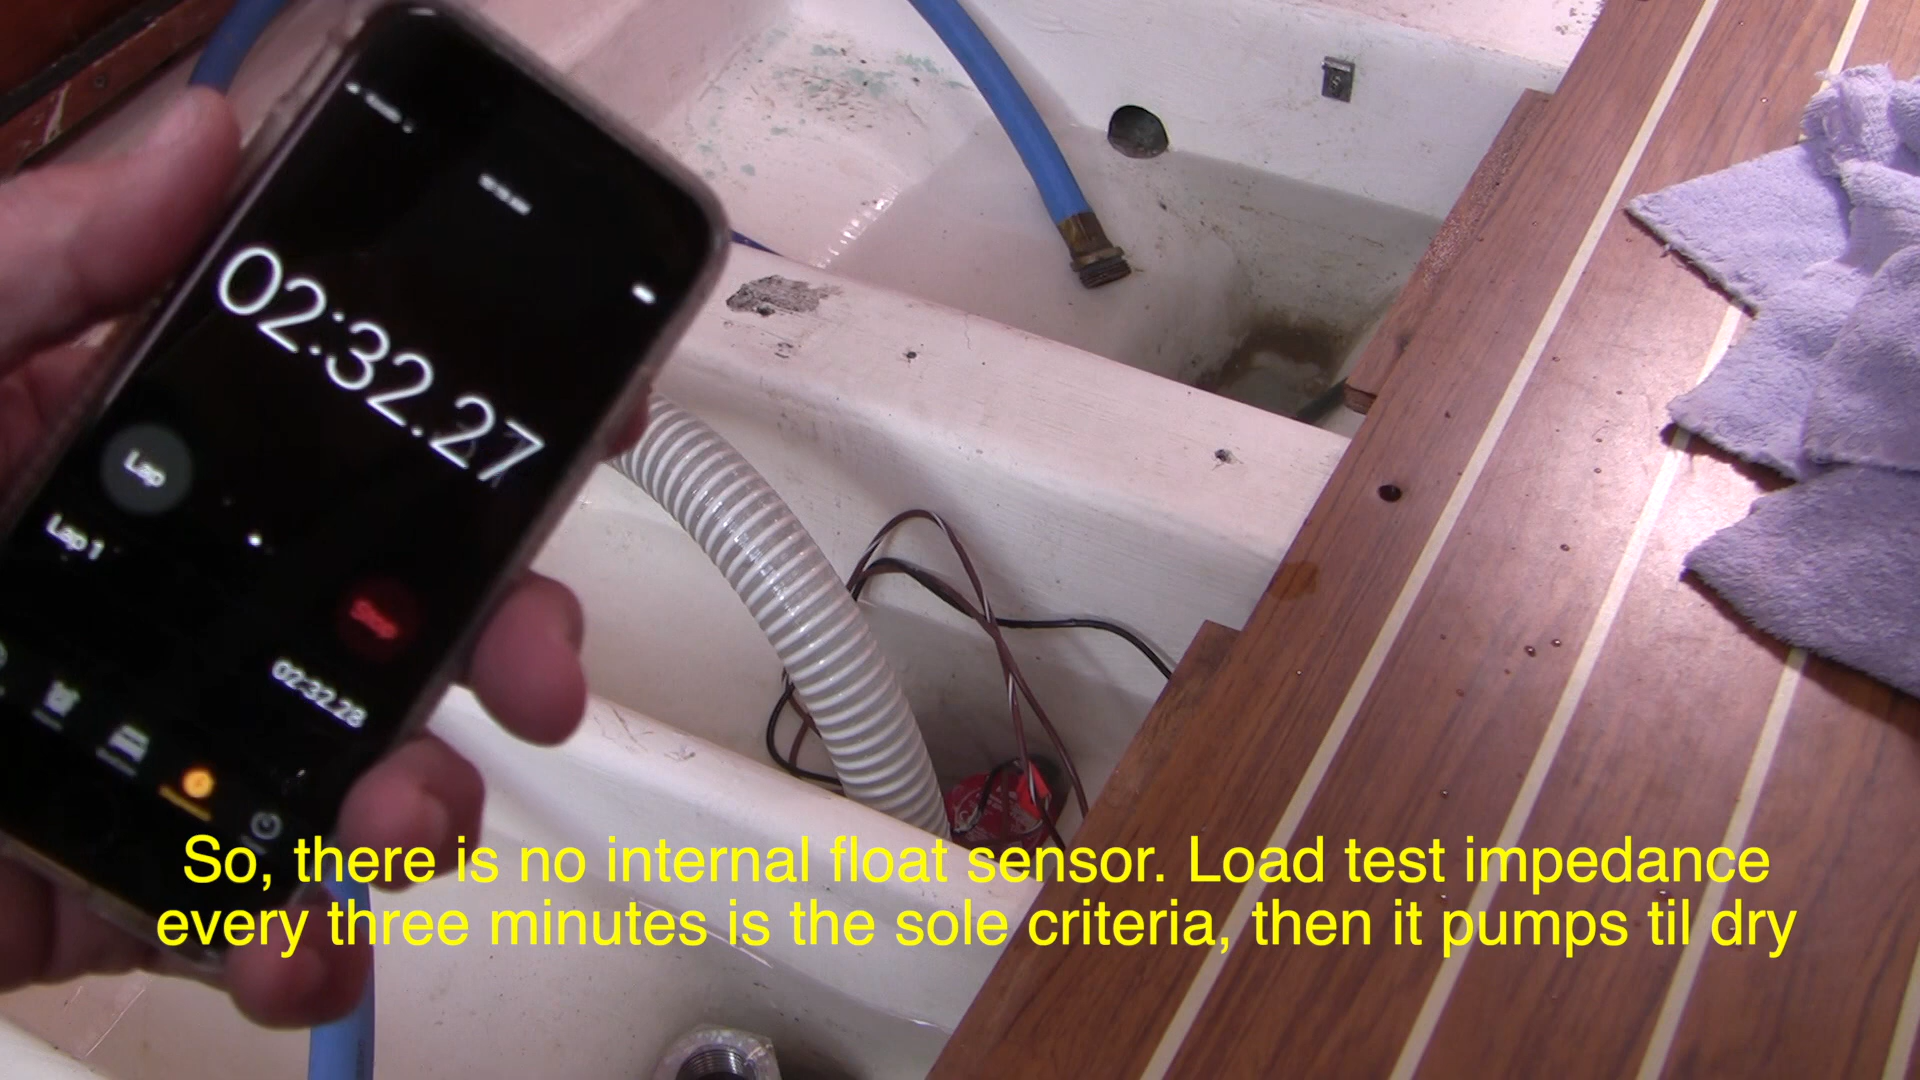 02:32.27
Lap
Lap 1
Stop
02:32.28
So, there is no internal float sensor. Load test impedance
every three minutes is the sole criteria, then it pumps til dry